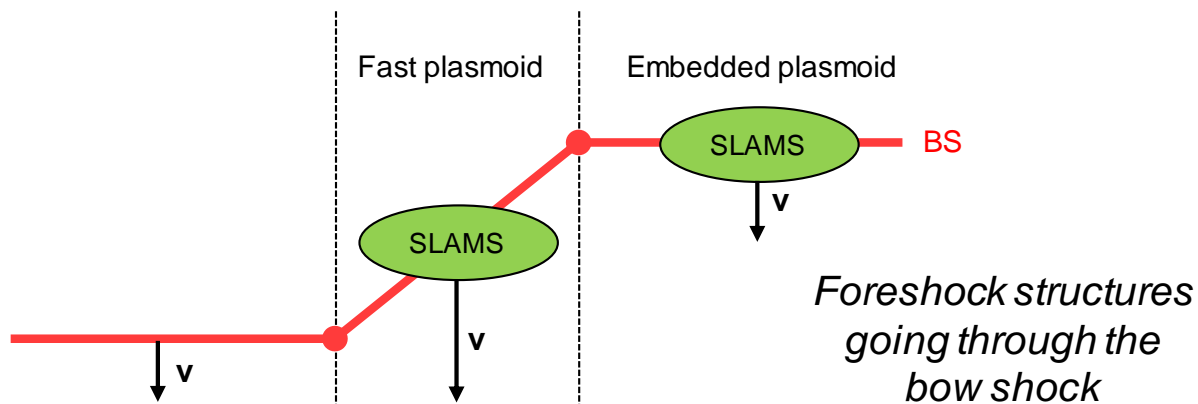 Fast plasmoid
Embedded plasmoid
SLAMS
BS
v
SLAMS
v
v
Foreshock structures
going through the
bow shock